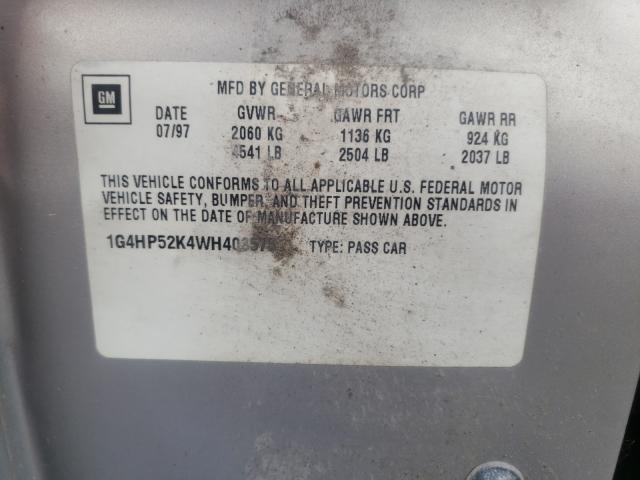 GM
MFD BY GENERAL MOTORS CORP
DATE GVWR GAWR FRT GAWR RR
07/97 2060 KG 1136 KG 924 KG
4541 LB 2504 LB 2037 LB
THIS VEHICLE CONFORMS TO ALL APPLICABLE U.S. FEDERAL MOTOR
VEHICLE SAFETY, BUMPER, AND THEFT PREVENTION STANDARDS IN
EFFECT ON THE DATE OF MANUFACTURE SHOWN ABOVE.
TYPE: PASS CAR